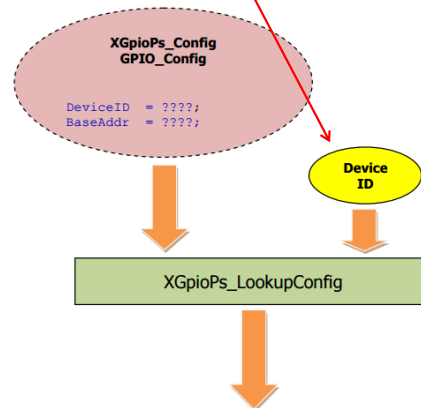 XGpioPs_Config
GPIO_Config
DeviceID = ????;
BaseAddr = ????;
Device
ID
XGpioPs_LookupConfig